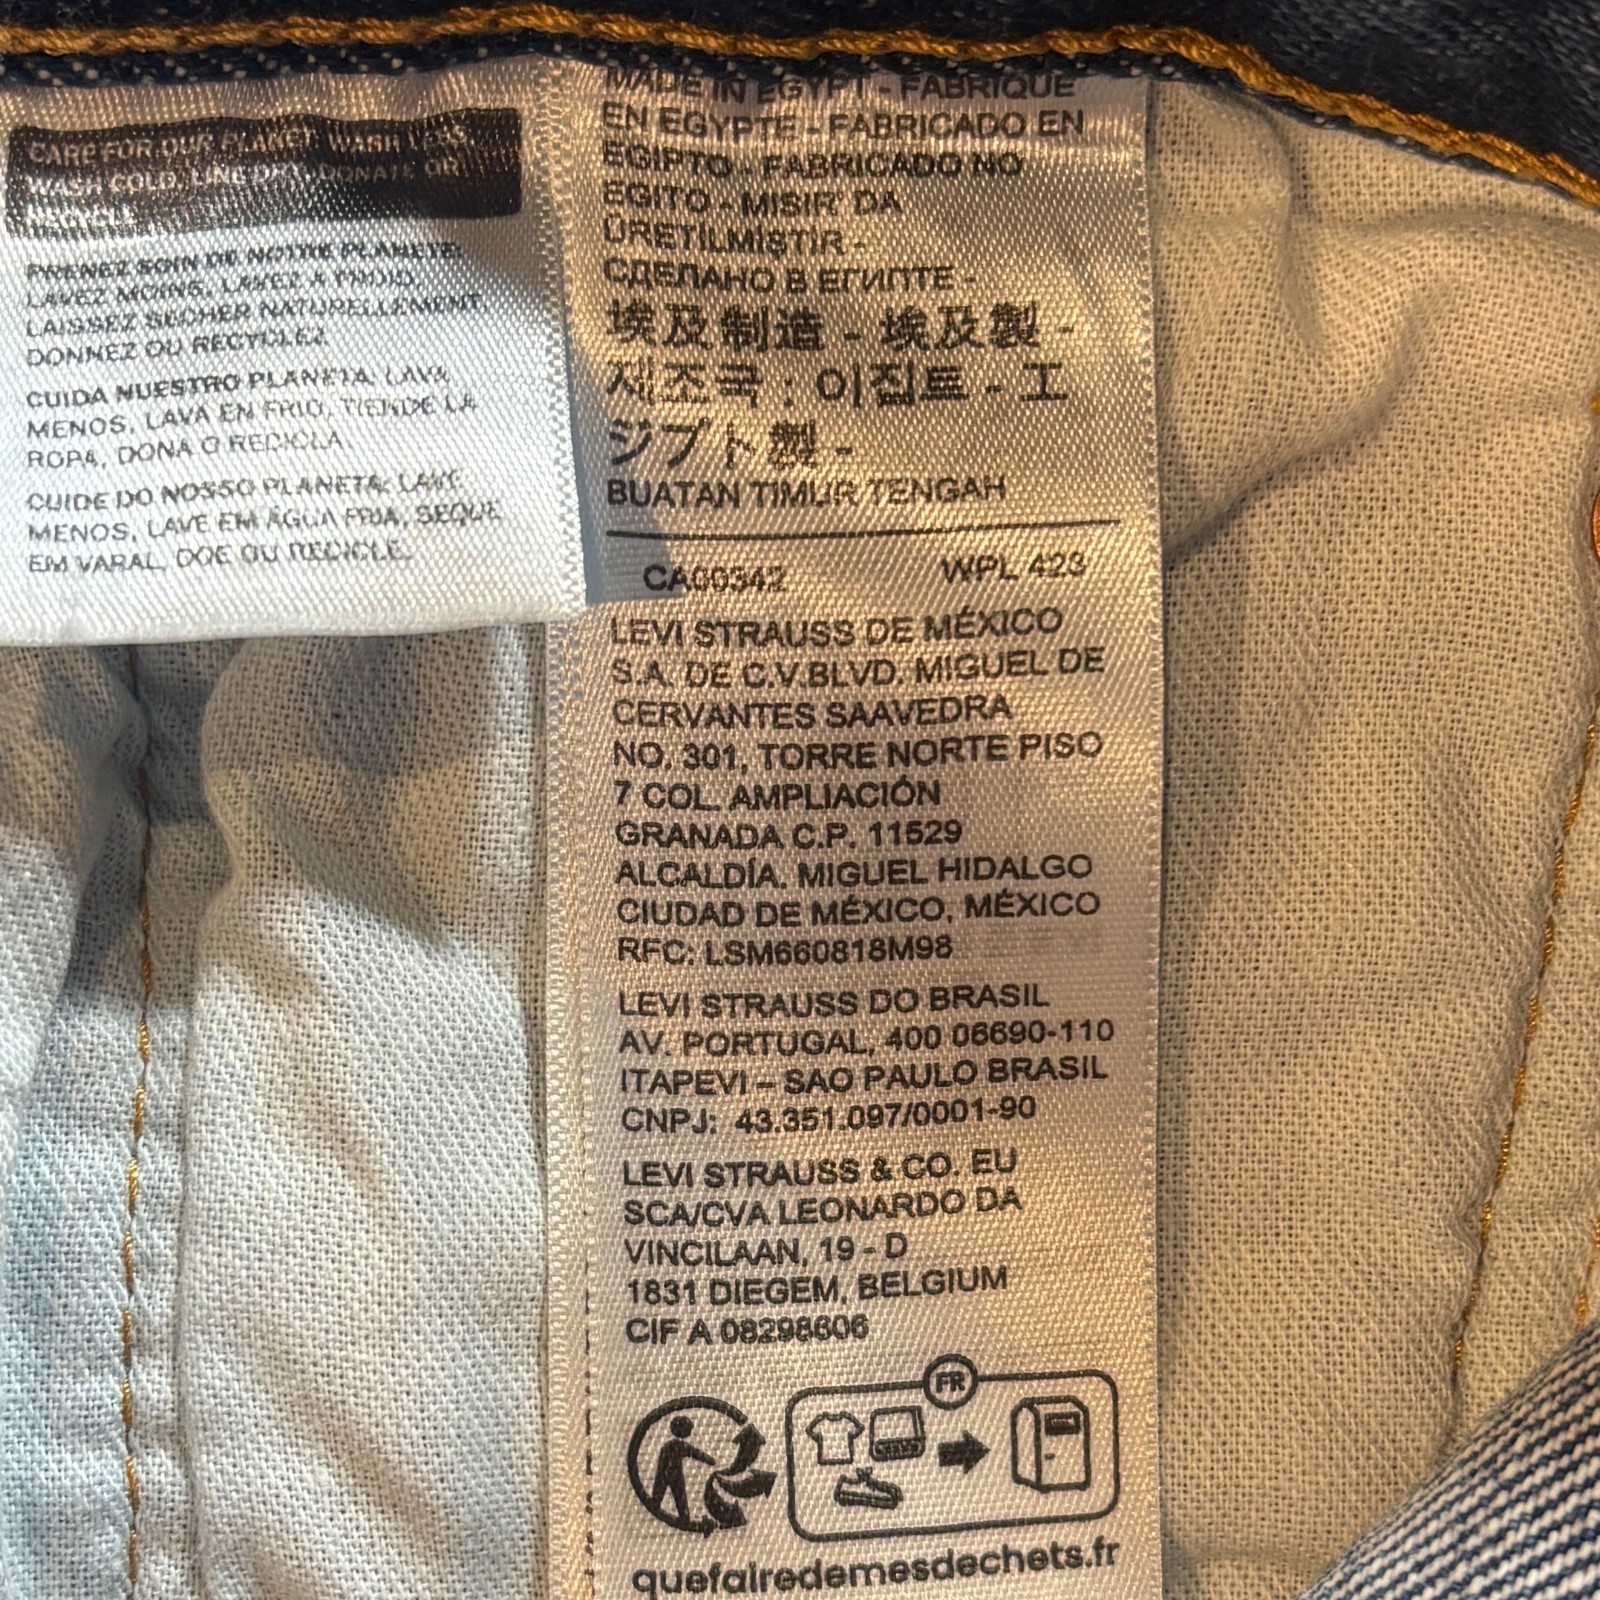 CARE FOR OUR PLANET: WASH LESS,
WASH COLD, LINE DRY, DONATE OR
RECYCLE.
PRENEZ SOIN DE NOTRE PLANÈTE:
LAVEZ MOINS, LAVEZ À FROID,
LAISSEZ SÉCHER NATURELLEMENT,
DONNEZ OU RECYCLEZ
CUIDA NUESTRO PLANETA: LAVA
MENOS, LAVA EN FRÍO, TIENDE LA
ROPA, DONA O RECICLA.
CUIDE DO NOSSO PLANETA: LAVE
MENOS, LAVE EM ÁGUA FRIA, SEQUE
EM VARAL, DOE OU RECICLE.
MADE IN EGYPT - FABRIQUÉ
EN EGYPTE - FABRICADO EN
EGIPTO - FABRICADO NO
EGITO - MISIR' DA
ÜRETİLMİŞTİR -
СДЕЛАНО В ЕГИПТЕ -
埃及制造 - 埃及製 -
제조국 : 이집트 - エ
ジプト製 -
BUATAN TIMUR TENGAH
CA00342 WPL 423
LEVI STRAUSS DE MÉXICO
S.A. DE C.V.BLVD. MIGUEL DE
CERVANTES SAAVEDRA
NO. 301, TORRE NORTE PISO
7 COL. AMPLIACIÓN
GRANADA C.P. 11529
ALCALDÍA. MIGUEL HIDALGO
CIUDAD DE MÉXICO, MÉXICO
RFC: LSM660818M98
LEVI STRAUSS DO BRASIL
AV. PORTUGAL, 400 06690-110
ITAPEVI – SAO PAULO BRASIL
CNPJ: 43.351.097/0001-90
LEVI STRAUSS & CO. EU
SCA/CVA LEONARDO DA
VINCILAAN, 19 - D
1831 DIEGEM, BELGIUM
CIF A 08298606
FR
quefairedemesdechets.fr